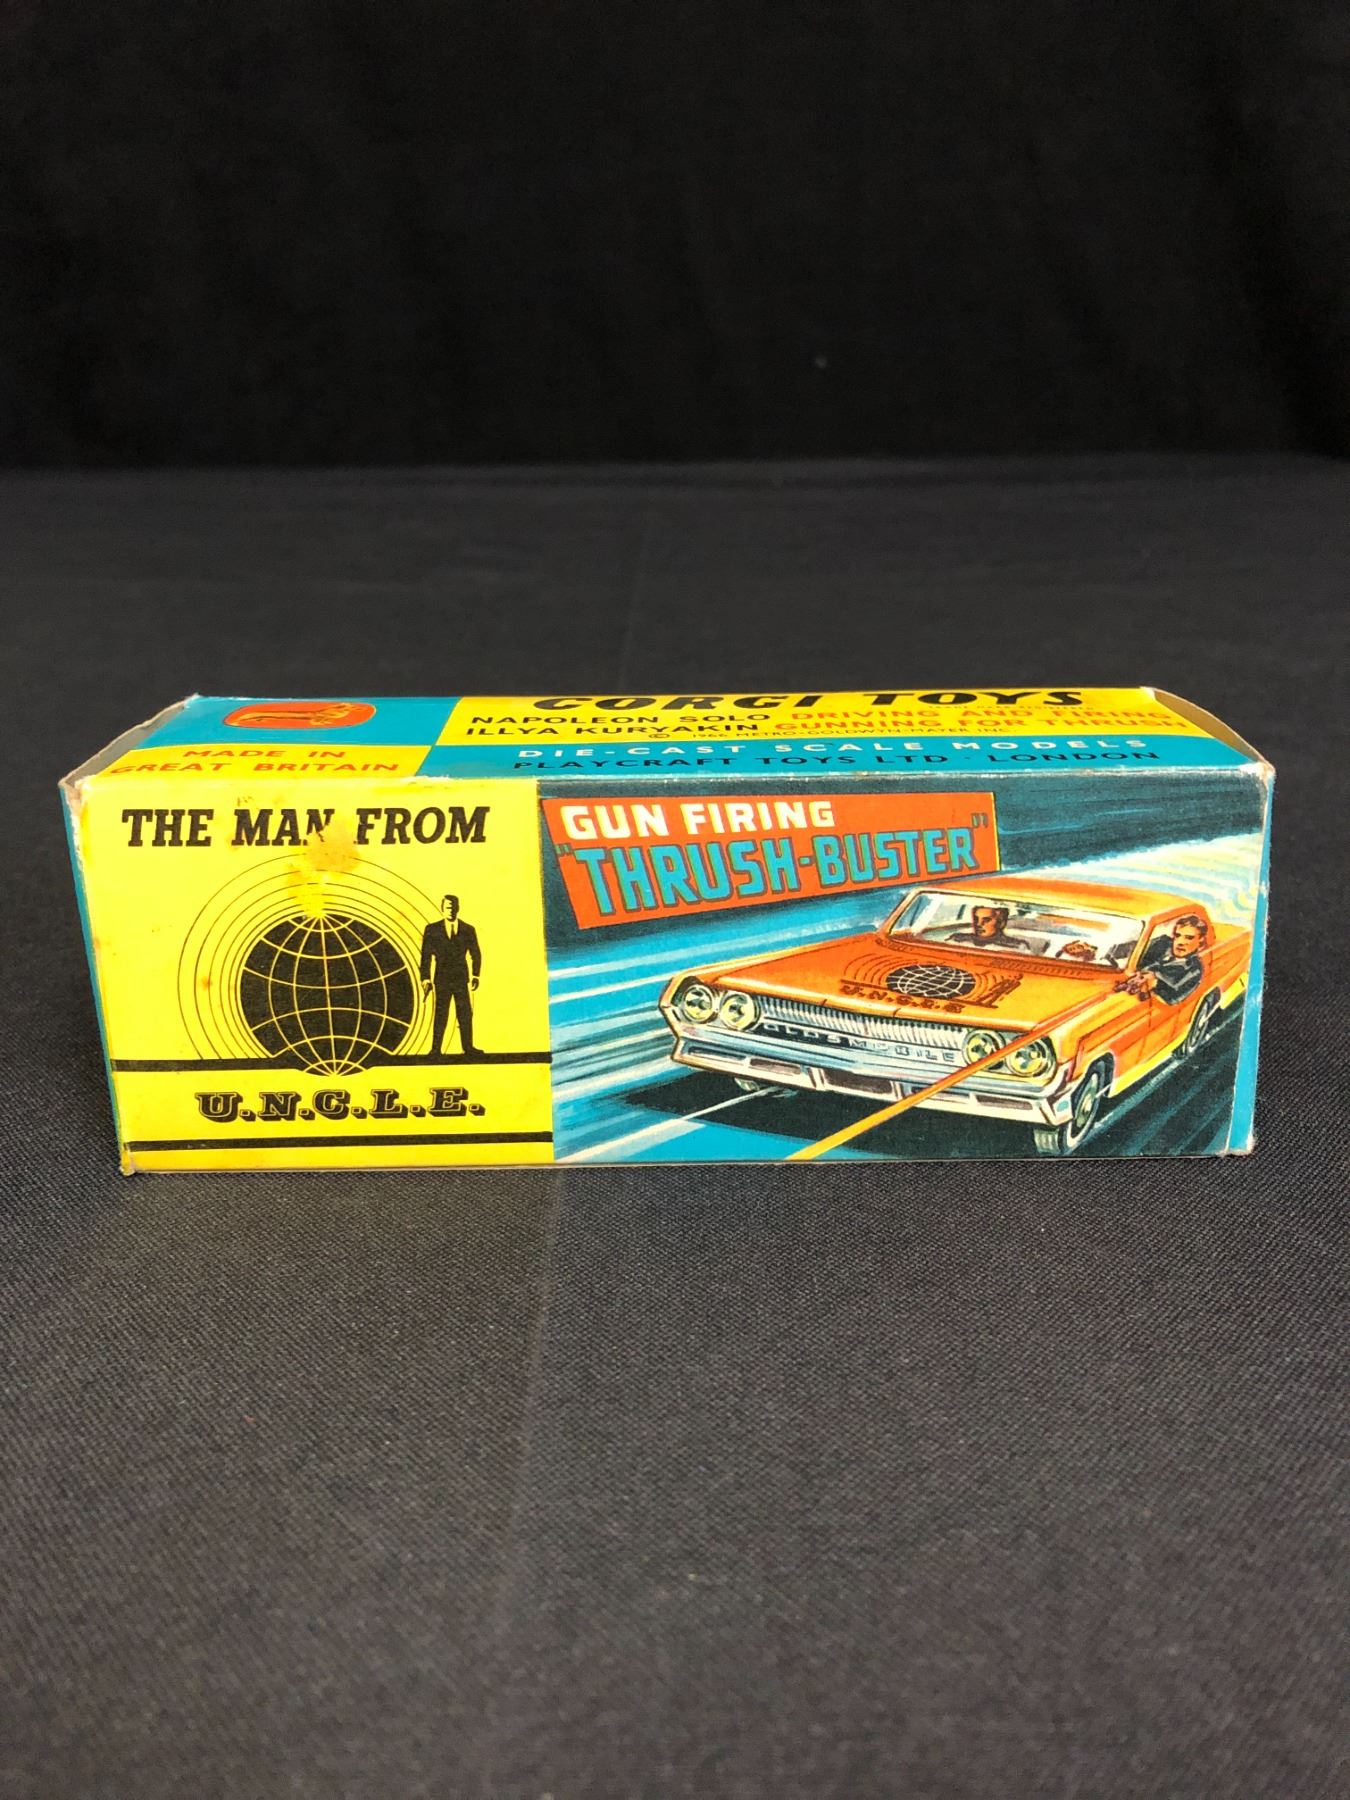 CORGI TOYS
NAPOLEON SOLO DRIVING AND FIRING
ILLYA KURYAKIN GUNNING FOR THRUSH
© 1966 METRO-GOLDWYN-MAYER INC.
MADE IN
GREAT BRITAIN
DIE-CAST SCALE MODELS
PLAYCRAFT TOYS LTD · LONDON
THE MAN FROM
U.N.C.L.E.
GUN FIRING
"THRUSH-BUSTER"
U.N.C.L.E.
OLDSMOBILE